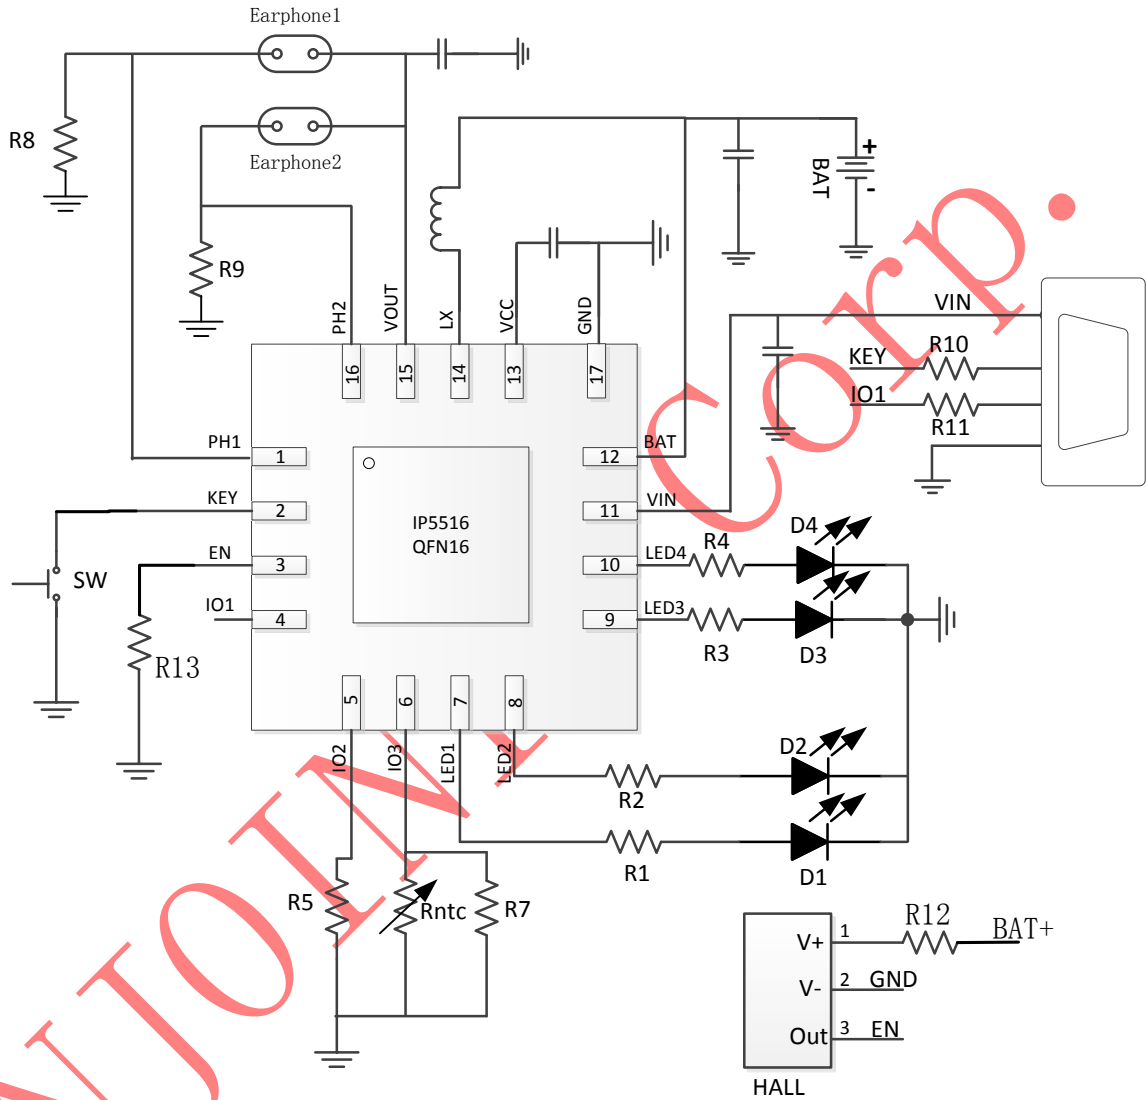 Earphone1
R8
Earphone2
BAT
+
-
R9
PH2
VOUT
LX
VCC
GND
VIN
KEY
R10
IO1
R11
16
15
14
13
17
PH1
1
12
BAT
KEY
2
11
VIN
IP5516
QFN16
EN
3
10
LED4
R4
D4
SW
IO1
4
9
LED3
R3
D3
R13
5
6
7
8
IO2
IO3
LED1
LED2
R2
D2
R1
D1
R5
Rntc
R7
V+
1
R12
BAT+
V-
2
GND
Out
3
EN
HALL
Corp.